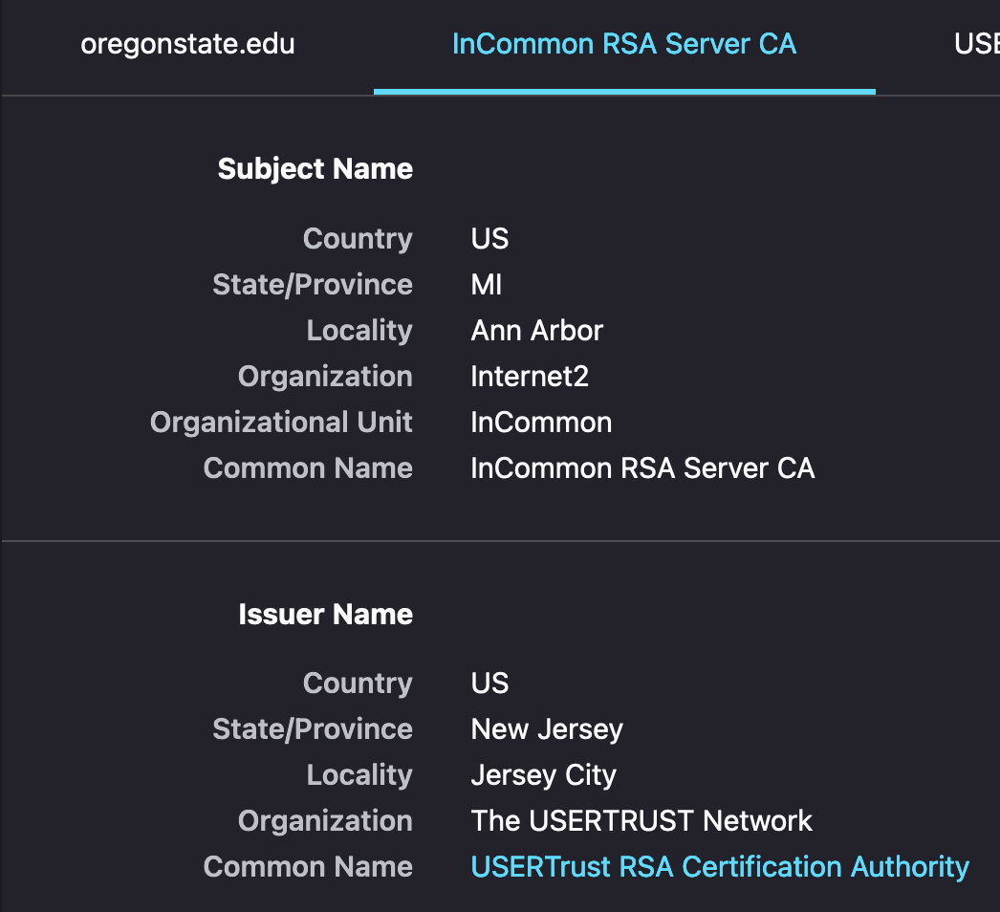 oregonstate.edu InCommon RSA Server CA USE
Subject Name
Country US
State/Province MI
Locality Ann Arbor
Organization Internet2
Organizational Unit InCommon
Common Name InCommon RSA Server CA
Issuer Name
Country US
State/Province New Jersey
Locality Jersey City
Organization The USERTRUST Network
Common Name USERTrust RSA Certification Authority